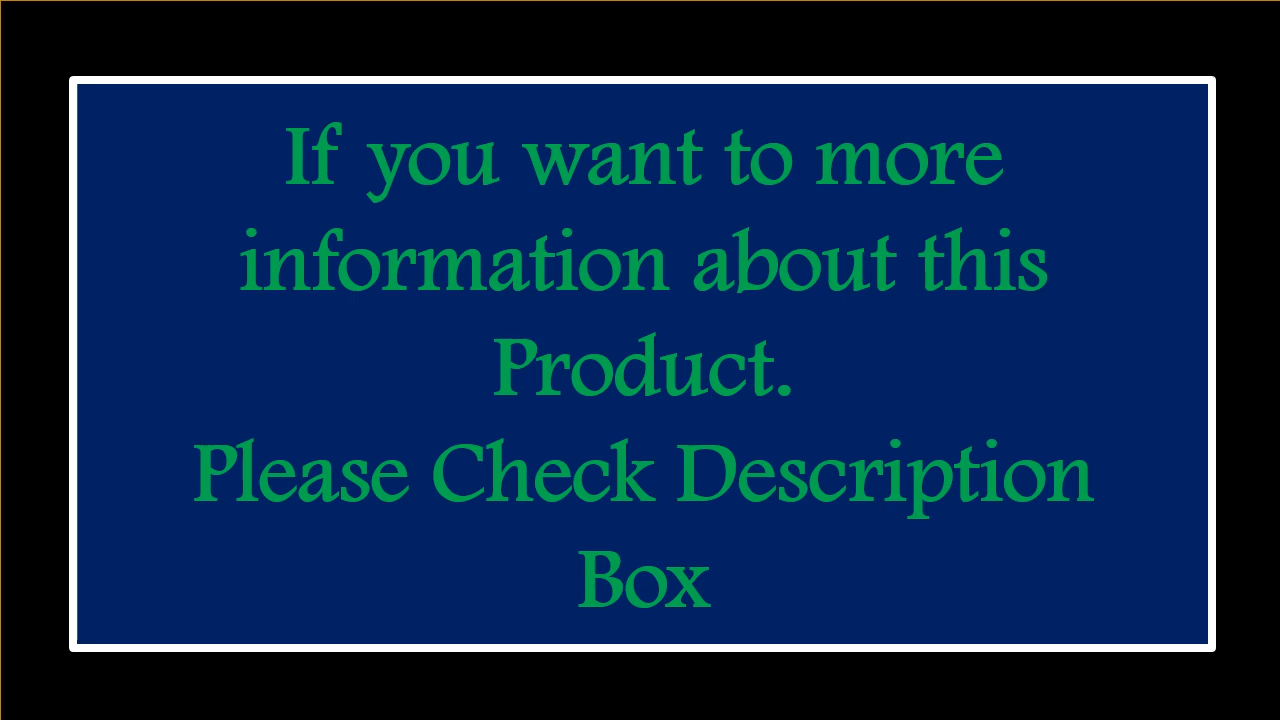 If you want to more
information about this
Product.
Please Check Description
Box